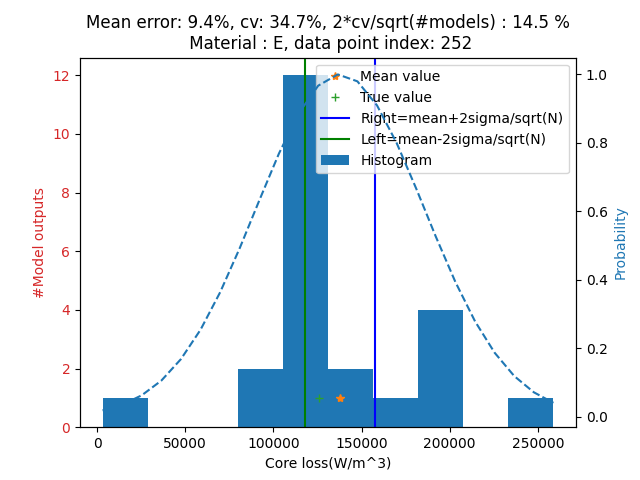 Mean error: 9.4%, cv: 34.7%, 2*cv/sqrt(#models) : 14.5 %
Material : E, data point index: 252
Mean value
True value
Right=mean+2sigma/sqrt(N)
Left=mean-2sigma/sqrt(N)
Histogram
12
10
8
6
4
2
0
#Model outputs
1.0
0.8
0.6
0.4
0.2
0.0
Probability
0 50000 100000 150000 200000 250000
Core loss(W/m^3)